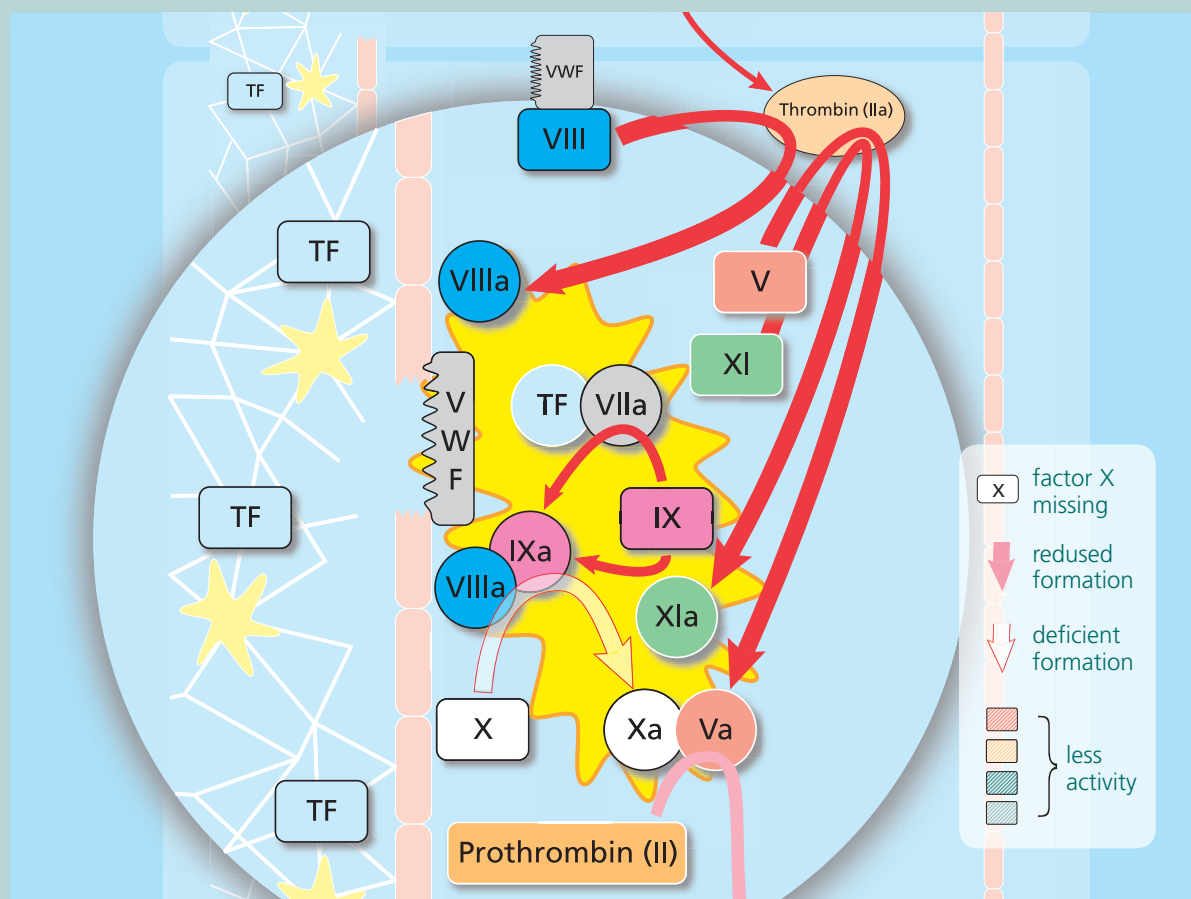 VWF
TF
Thrombin (IIa)
VIII
TF
VIIIa
V
XI
V
W
F
TF
VIIa
X
factor X
missing
TF
IX
IXa
redused
formation
VIIIa
XIa
deficient
formation
X
Xa
Va
less
activity
TF
Prothrombin (II)